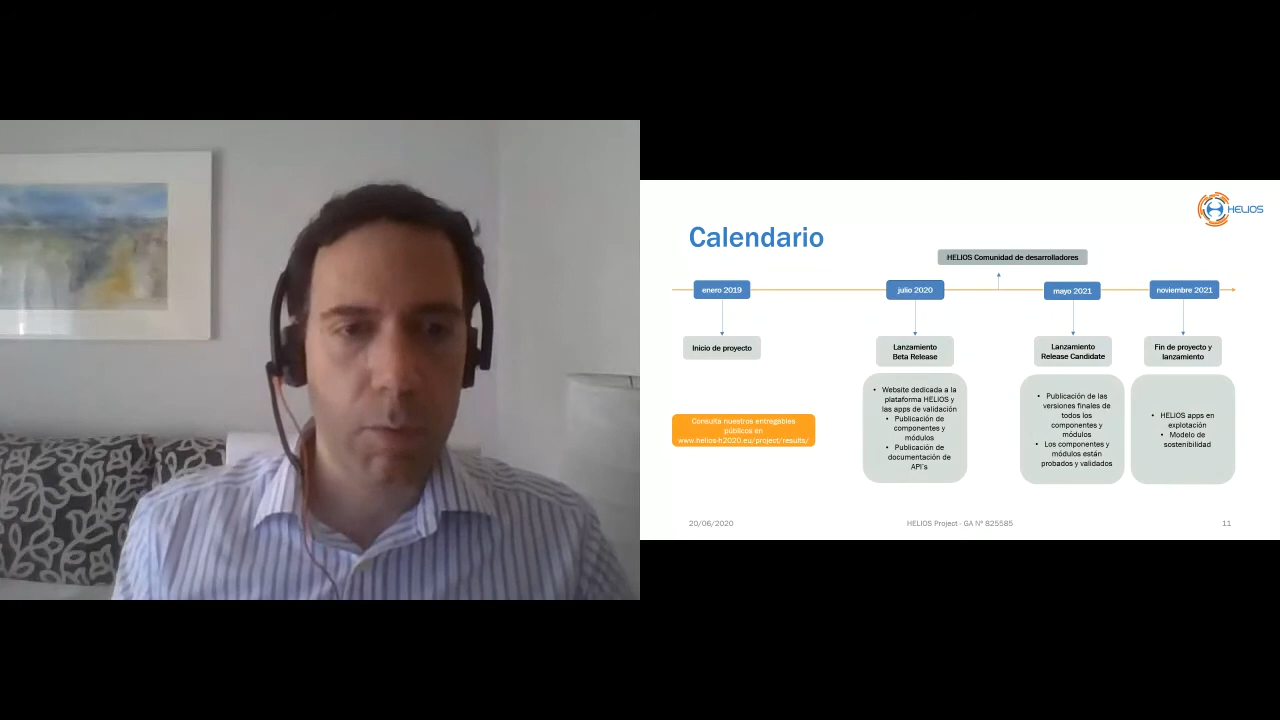 HELIOS
Calendario
HELIOS Comunidad de desarrolladores
enero 2019
julio 2020
mayo 2021
noviembre 2021
Inicio de proyecto
Lanzamiento
Beta Release
Lanzamiento
Release Candidate
Fin de proyecto y
lanzamiento
Consulta nuestros entregables
públicos en
www.helios-h2020.eu/project/results/
• Website dedicada a la
plataforma HELIOS y
las apps de validación
• Publicación de
componentes y
módulos
• Publicación de
documentación de
API's
• Publicación de las
versiones finales de
todos los
componentes y
módulos
• Los componentes y
módulos están
probados y validados
• HELIOS apps en
explotación
• Modelo de
sostenibilidad
20/06/2020
HELIOS Project - GA Nº 825585
11